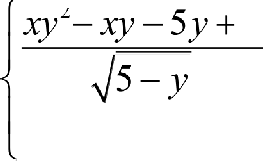 { (xy² − xy − 5y +) / √(5 − y)